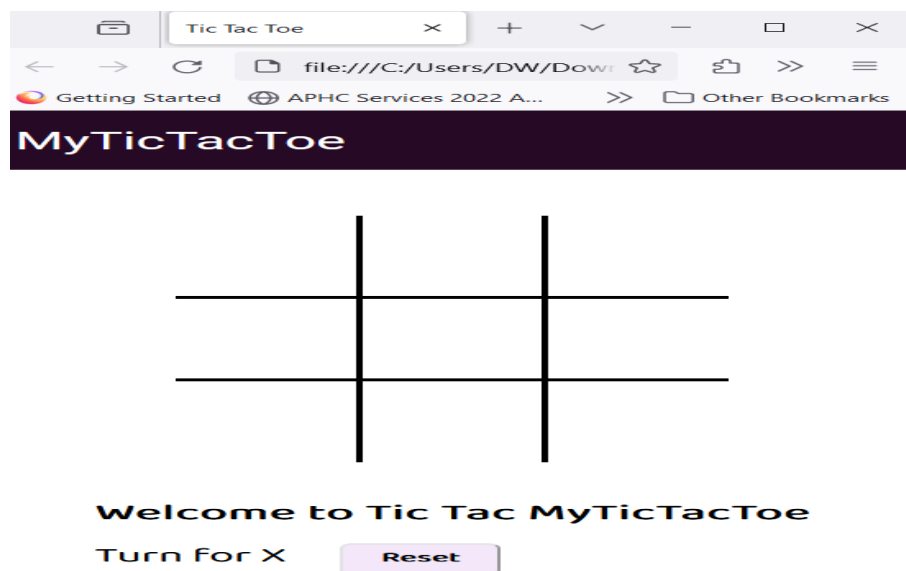 Tic Tac Toe
file:///C:/Users/DW/Dow
Getting Started APHC Services 2022 A... Other Bookmarks
MyTicTacToe
Welcome to Tic Tac MyTicTacToe
Turn for X Reset